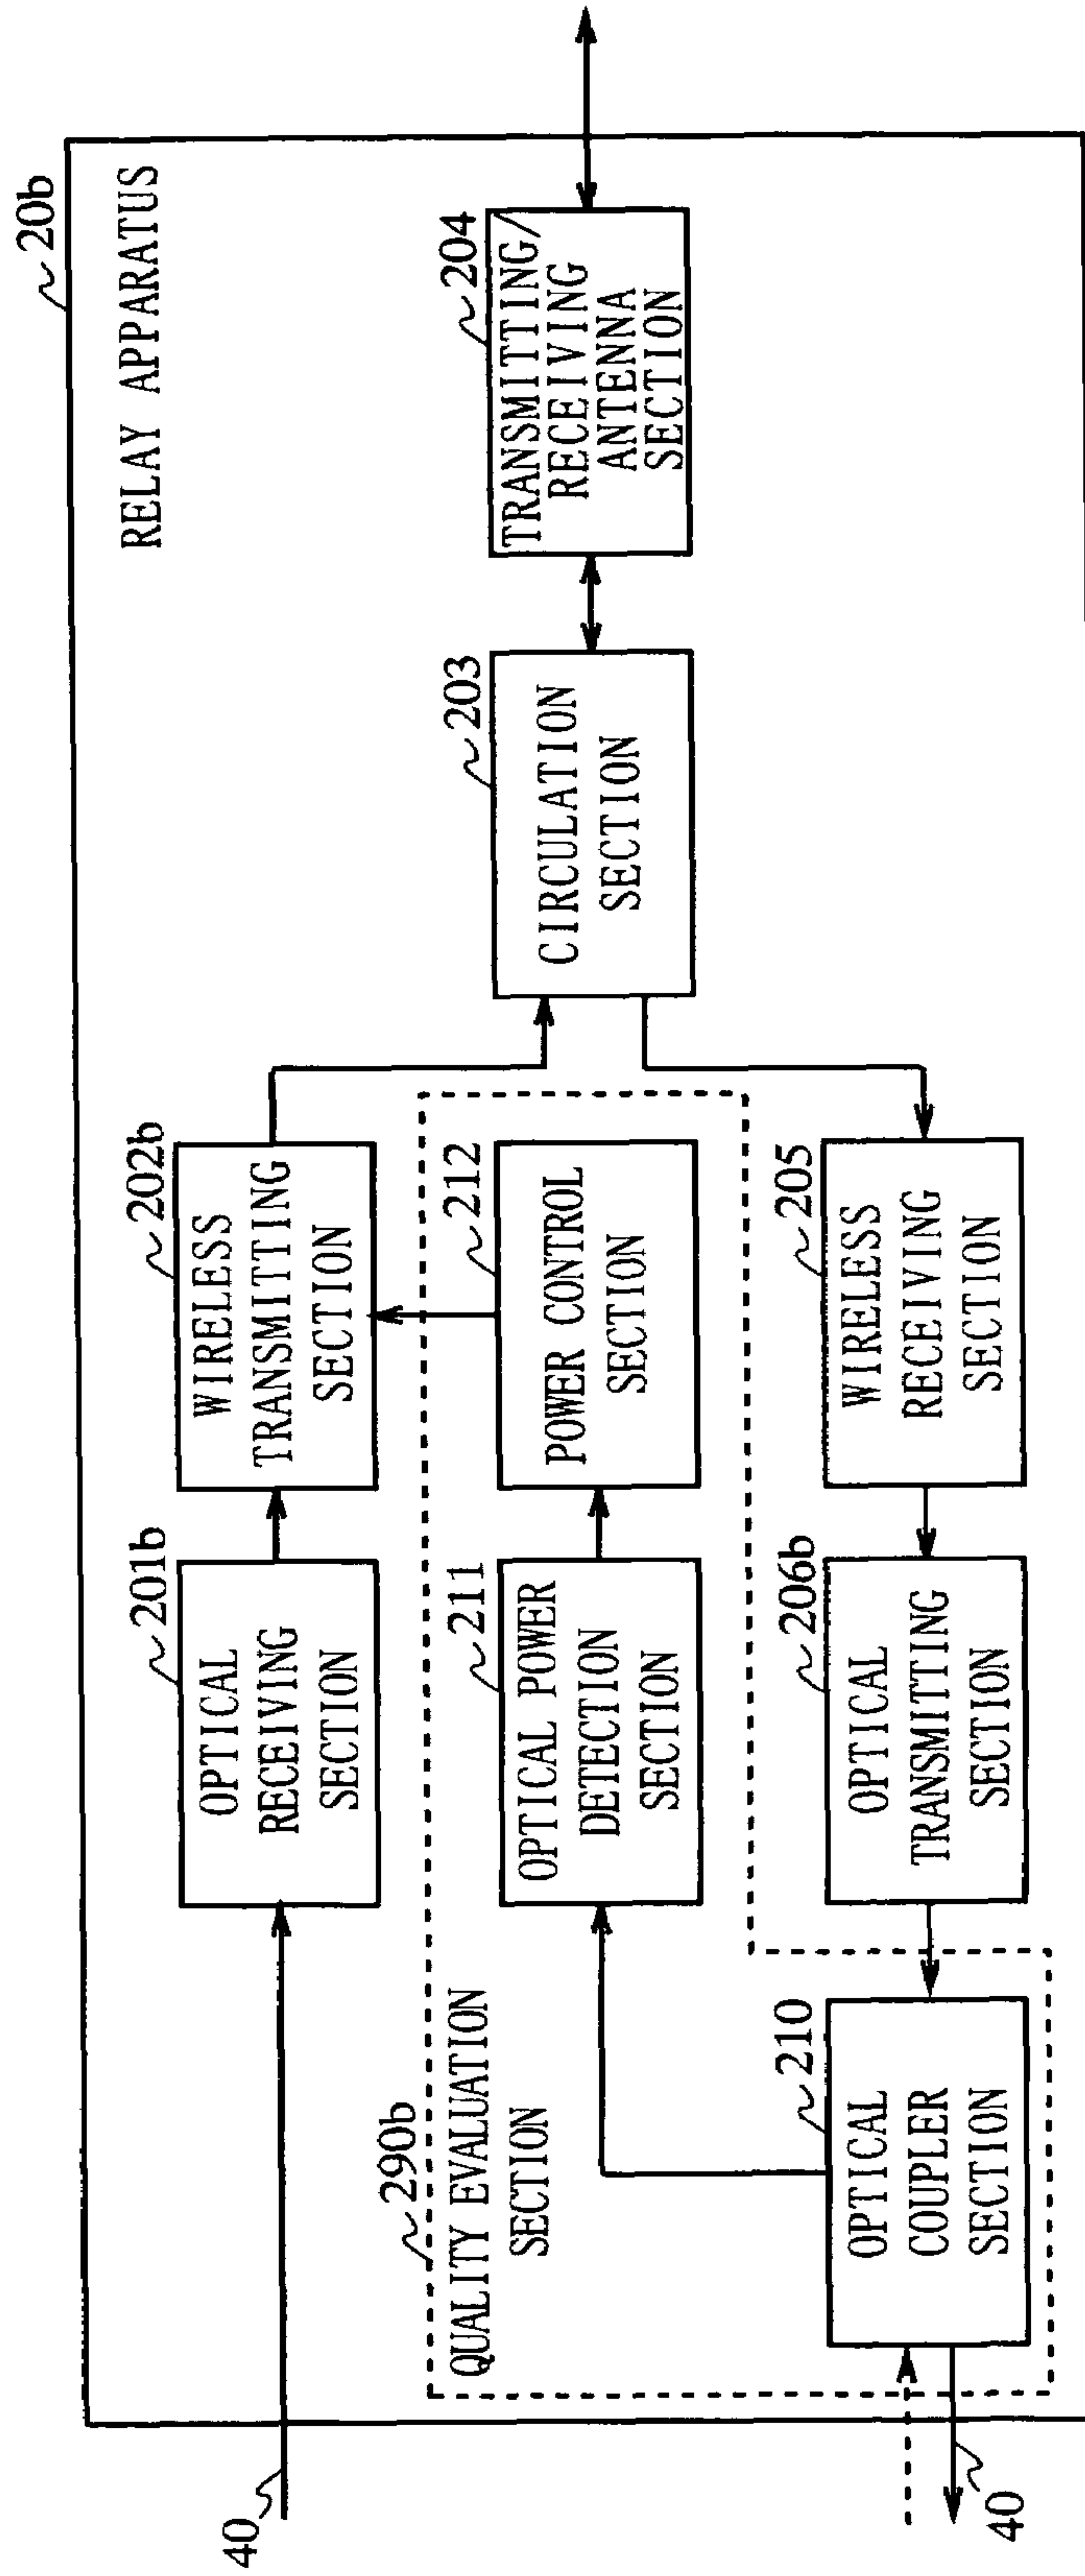 20b
RELAY APPARATUS
40
201b
OPTICAL
RECEIVING
SECTION
202b
WIRELESS
TRANSMITTING
SECTION
290b
QUALITY EVALUATION
SECTION
211
OPTICAL POWER
DETECTION
SECTION
212
POWER CONTROL
SECTION
203
CIRCULATION
SECTION
204
TRANSMITTING/
RECEIVING
ANTENNA
SECTION
210
OPTICAL
COUPLER
SECTION
206b
OPTICAL
TRANSMITTING
SECTION
205
WIRELESS
RECEIVING
SECTION
40